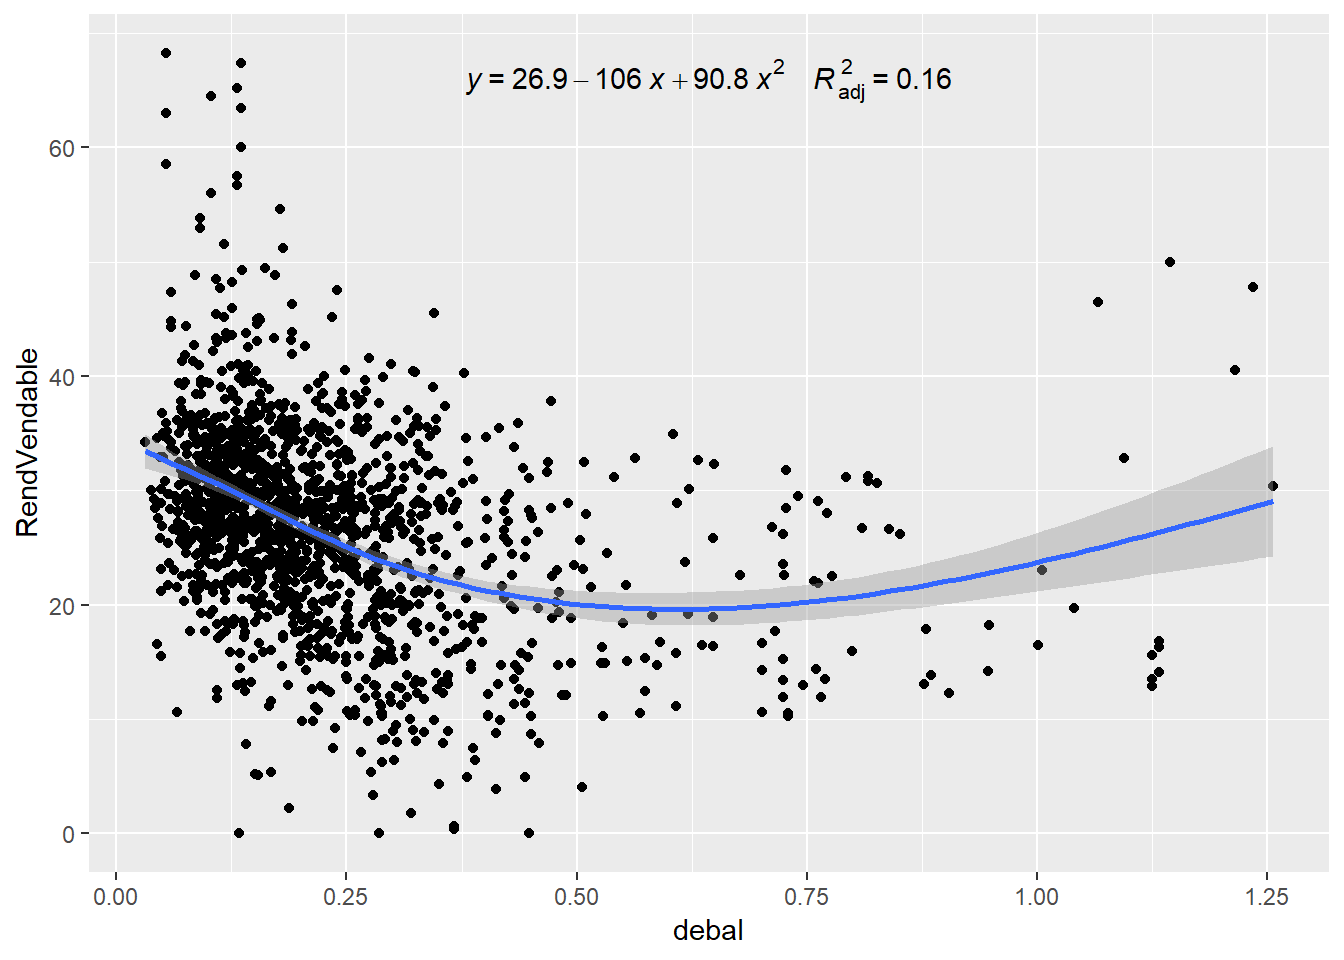 y = 26.9 − 106 x + 90.8 x² R²adj = 0.16
60
40
20
0
RendVendable
0.00 0.25 0.50 0.75 1.00 1.25
debal